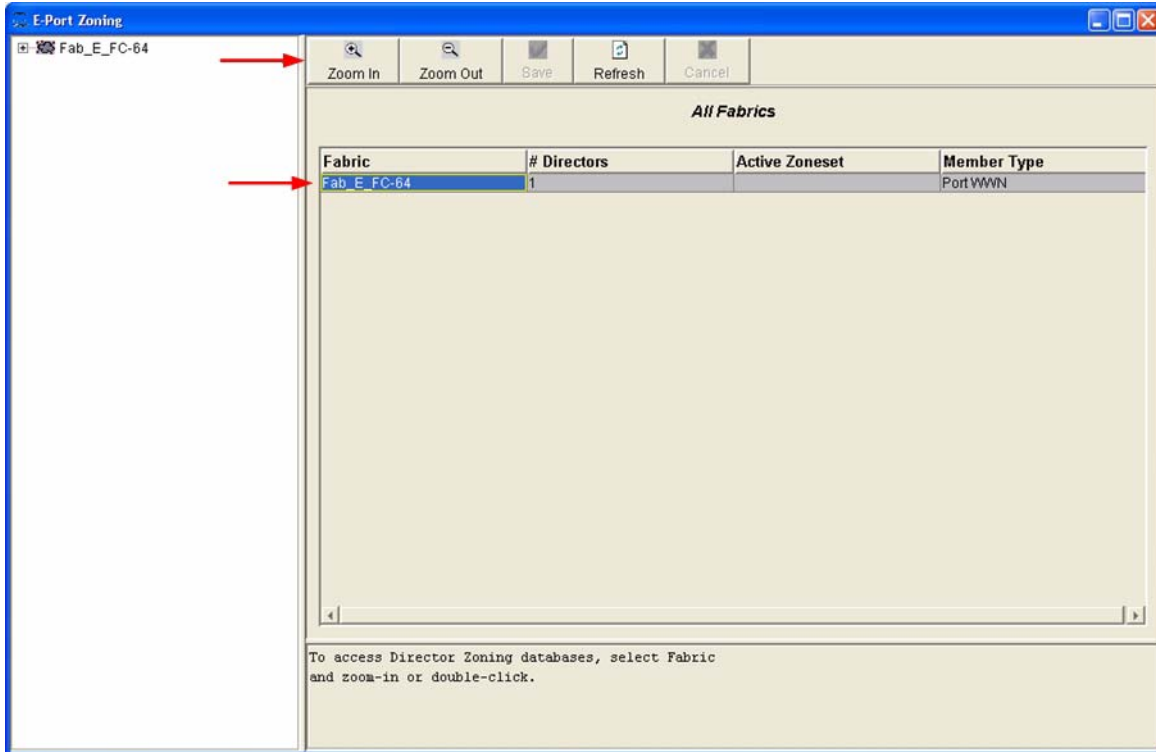 E-Port Zoning
Fab_E_FC-64
Zoom In Zoom Out Save Refresh Cancel
All Fabrics
Fabric # Directors Active Zoneset Member Type
Fab_E_FC-64 1 Port WWN
To access Director Zoning databases, select Fabric
and zoom-in or double-click.